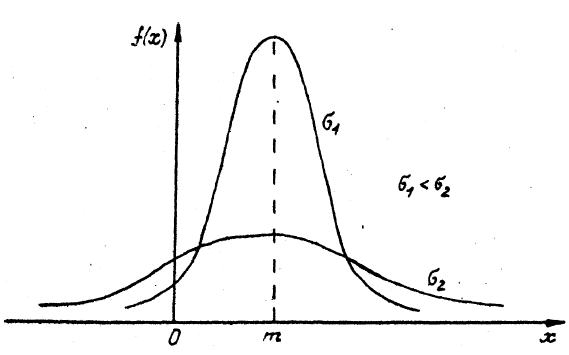 f(x)
σ₁
σ₁ < σ₂
σ₂
0 m x